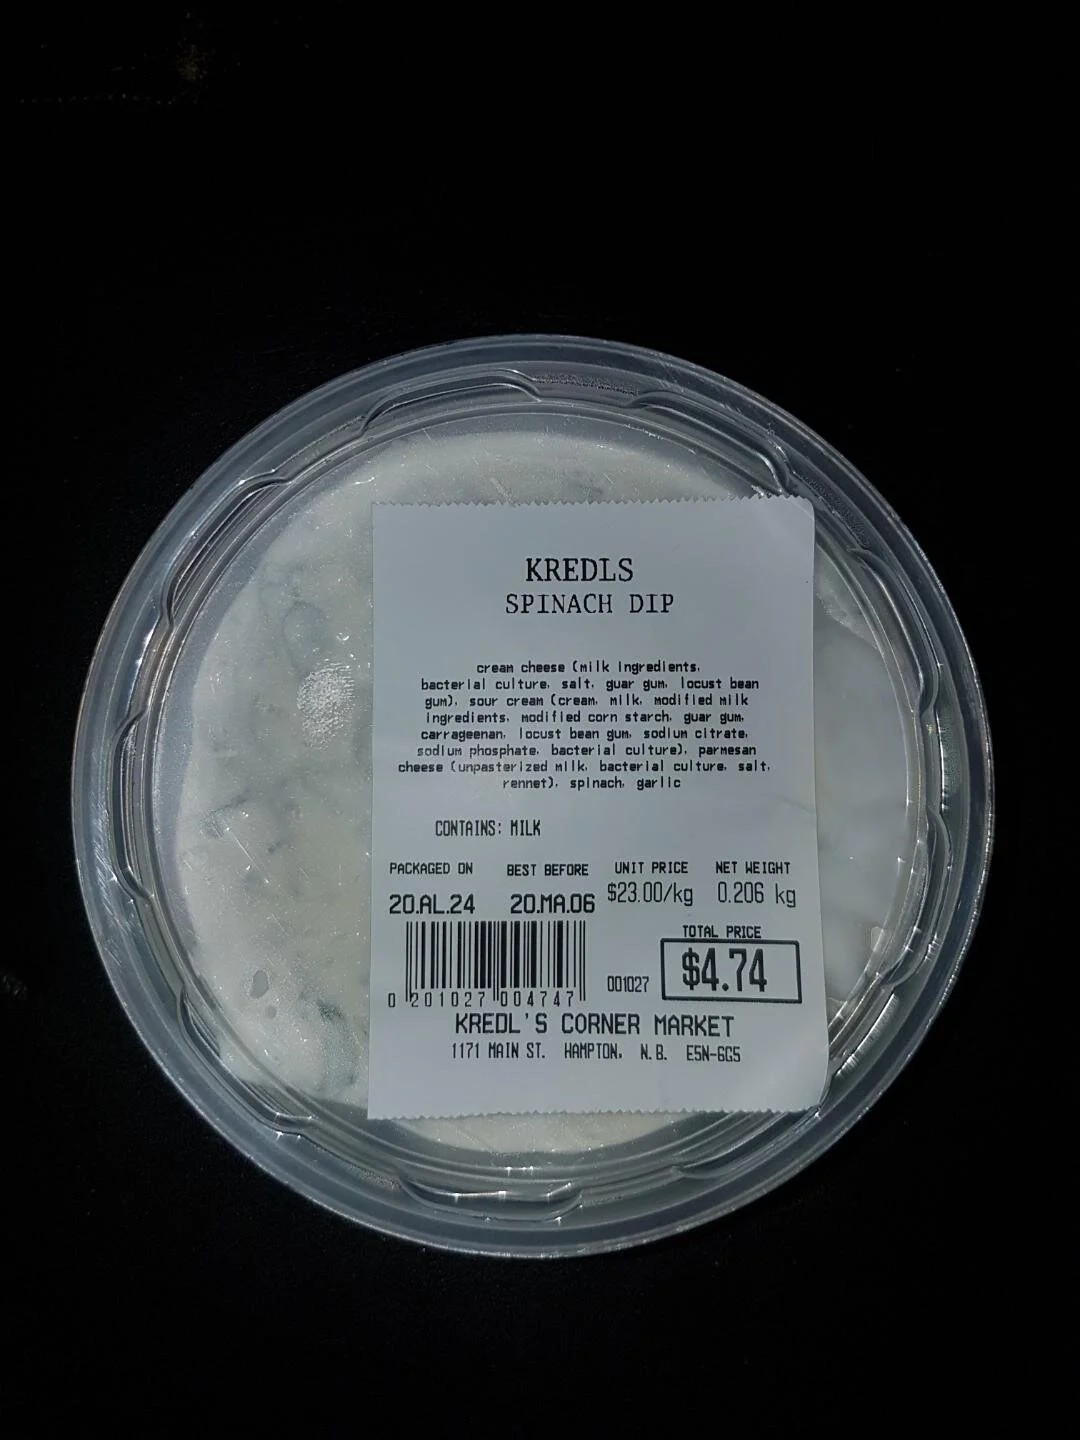 KREDLS
SPINACH DIP
cream cheese (milk ingredients,
bacterial culture, salt, guar gum, locust bean
gum), sour cream (cream, milk, modified milk
ingredients, modified corn starch, guar gum,
carrageenan, locust bean gum, sodium citrate,
sodium phosphate, bacterial culture), parmesan
cheese (unpasterized milk, bacterial culture, salt,
rennet), spinach, garlic
CONTAINS: MILK
PACKAGED ON BEST BEFORE UNIT PRICE NET WEIGHT
20.AL.24 20.MA.06 $23.00/kg 0.206 kg
TOTAL PRICE
001027 $4.74
0 201027 004747
KREDL'S CORNER MARKET
1171 MAIN ST. HAMPTON, N.B. E5N-6G5